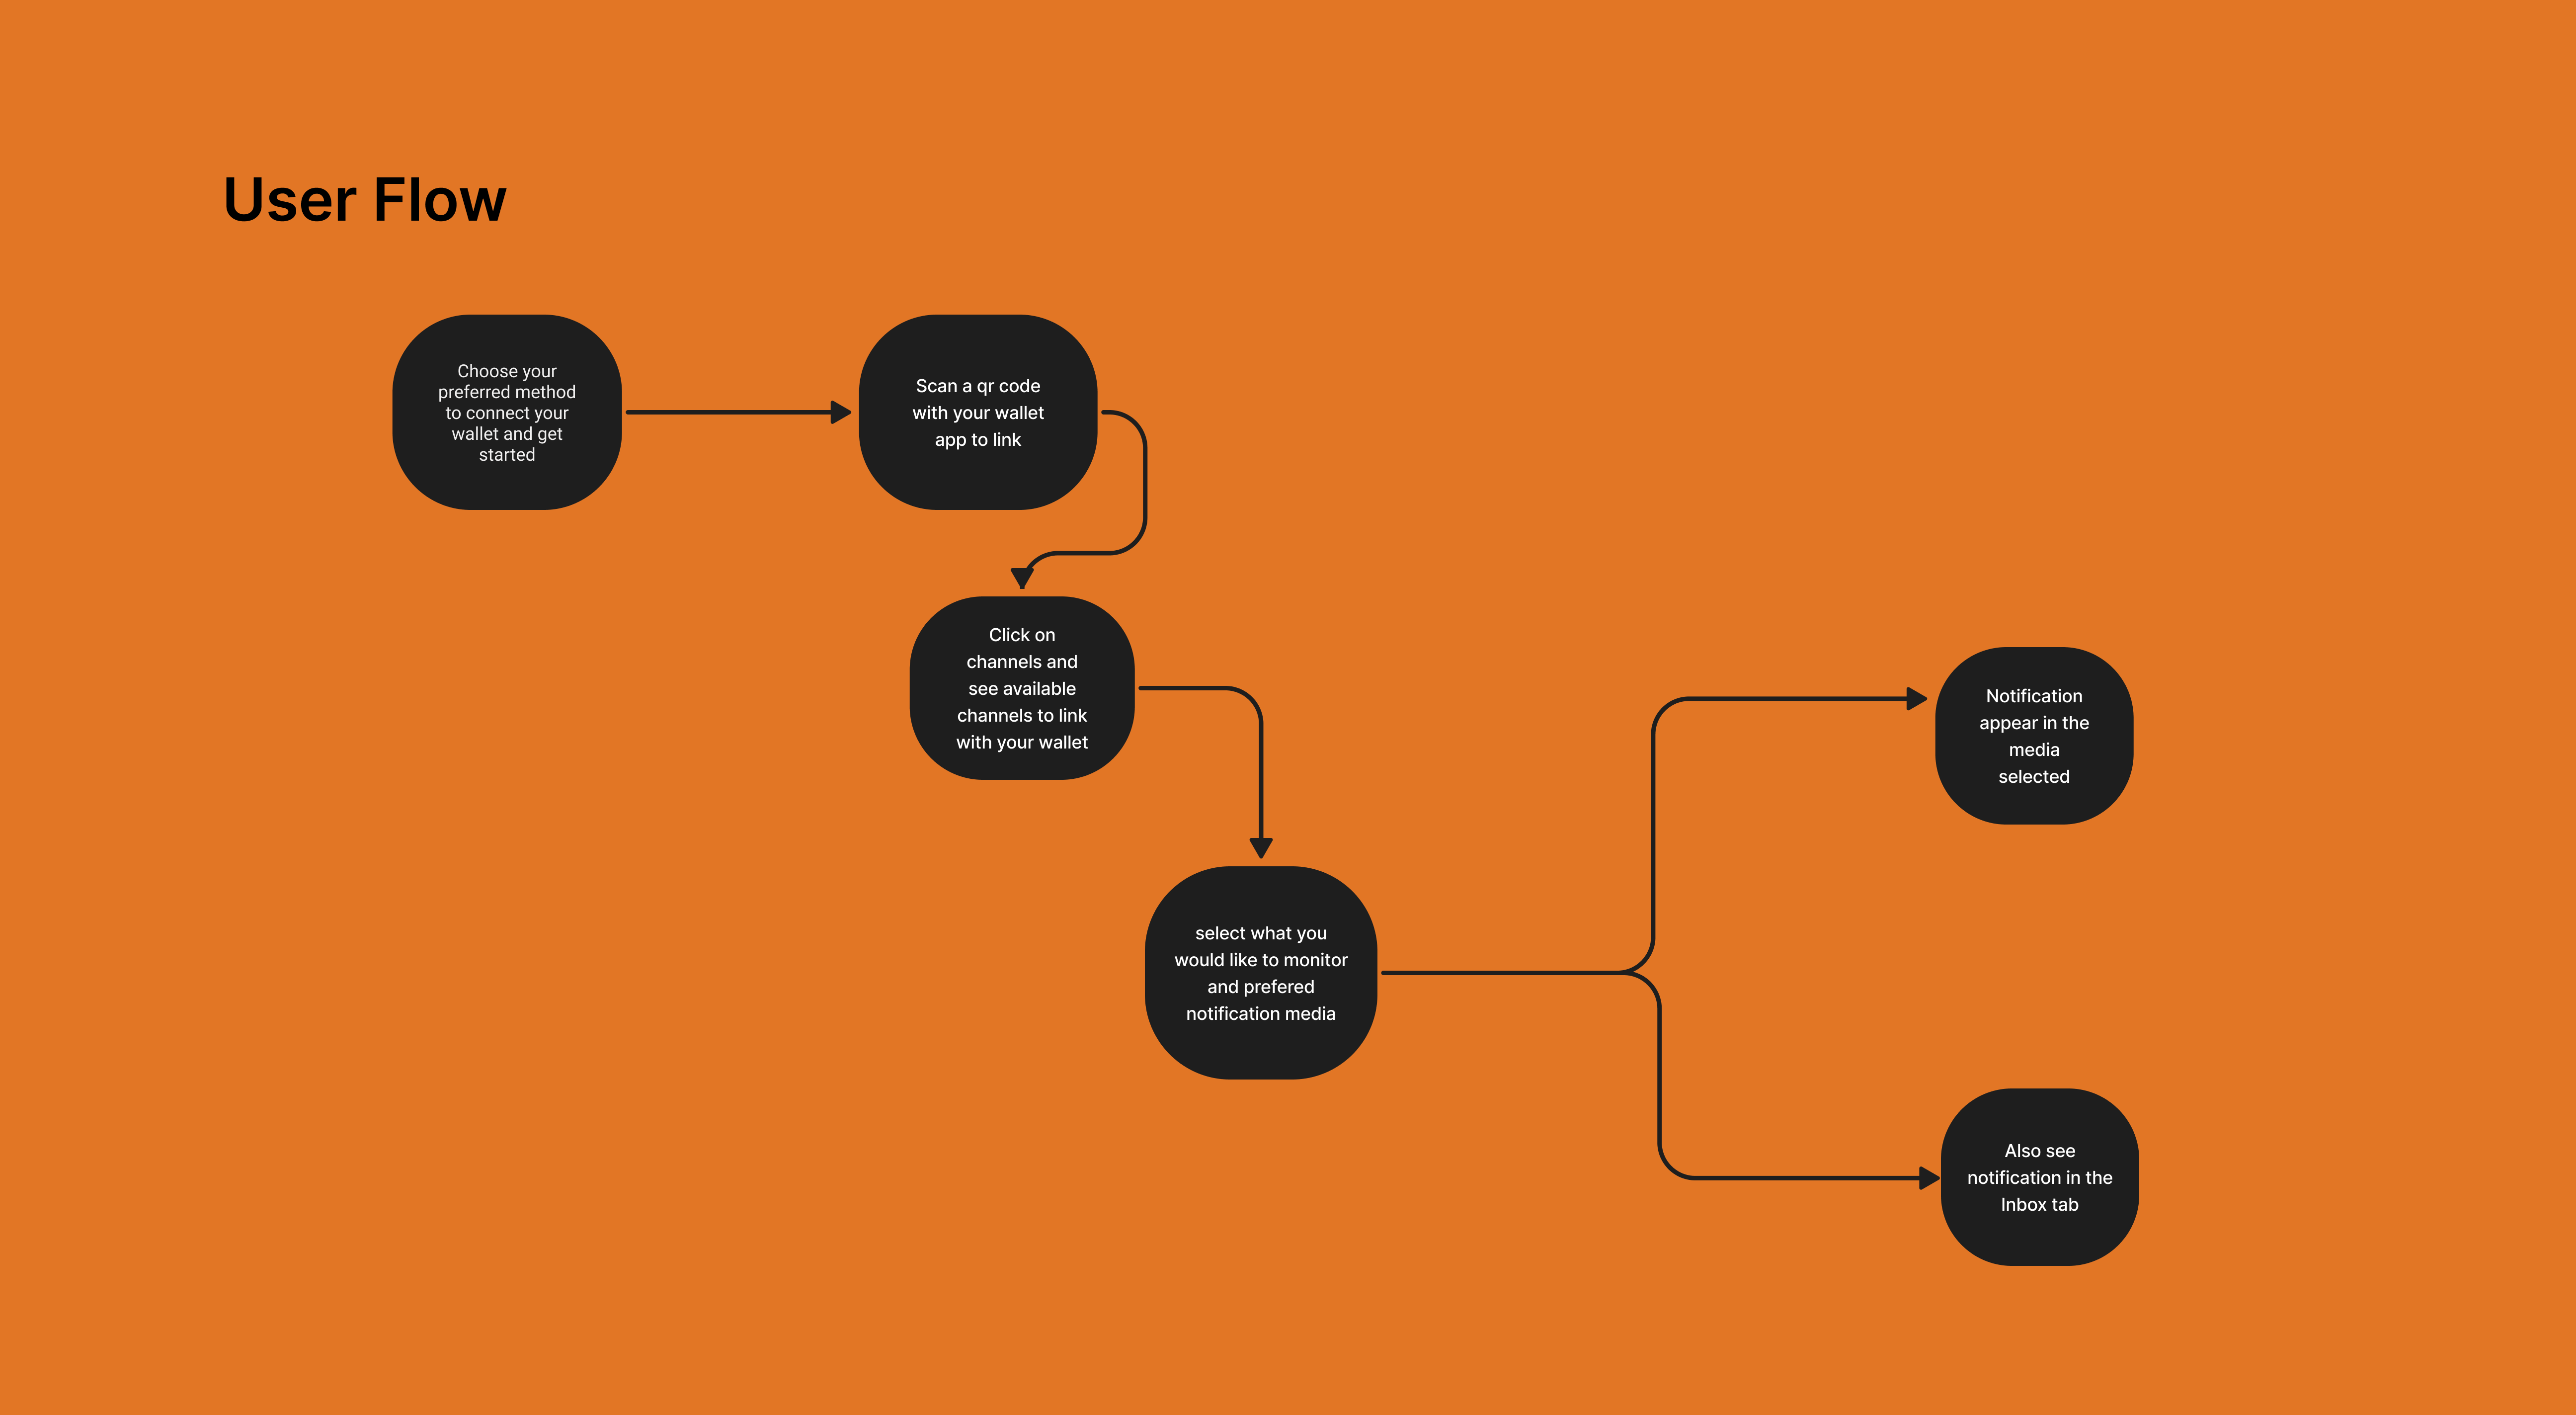 User Flow
Choose your
preferred method
to connect your
wallet and get
started
Scan a qr code
with your wallet
app to link
Click on
channels and
see available
channels to link
with your wallet
select what you
would like to monitor
and prefered
notification media
Notification
appear in the
media
selected
Also see
notification in the
Inbox tab